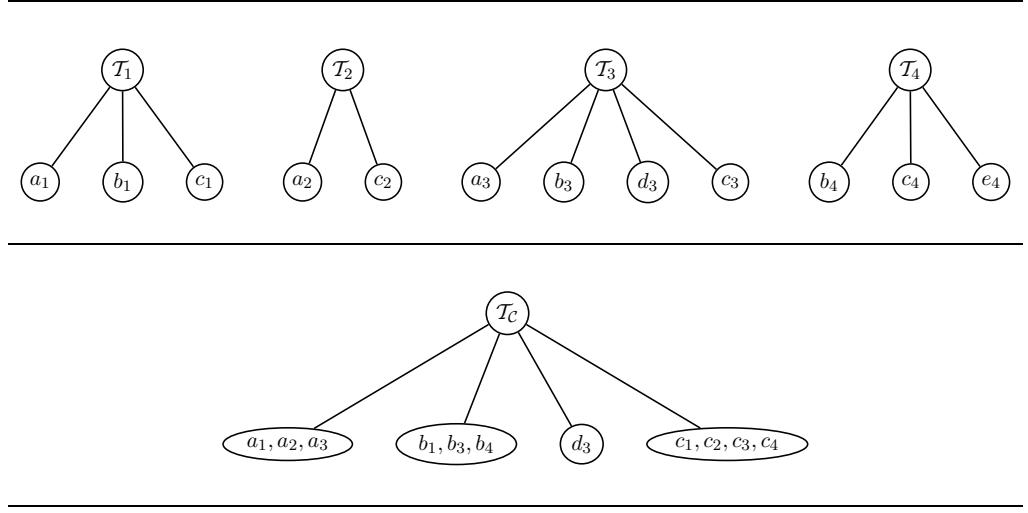 𝒯₁ 𝒯₂ 𝒯₃ 𝒯₄
a₁ b₁ c₁ a₂ c₂ a₃ b₃ d₃ c₃ b₄ c₄ e₄
𝒯_𝒞
a₁, a₂, a₃ b₁, b₃, b₄ d₃ c₁, c₂, c₃, c₄